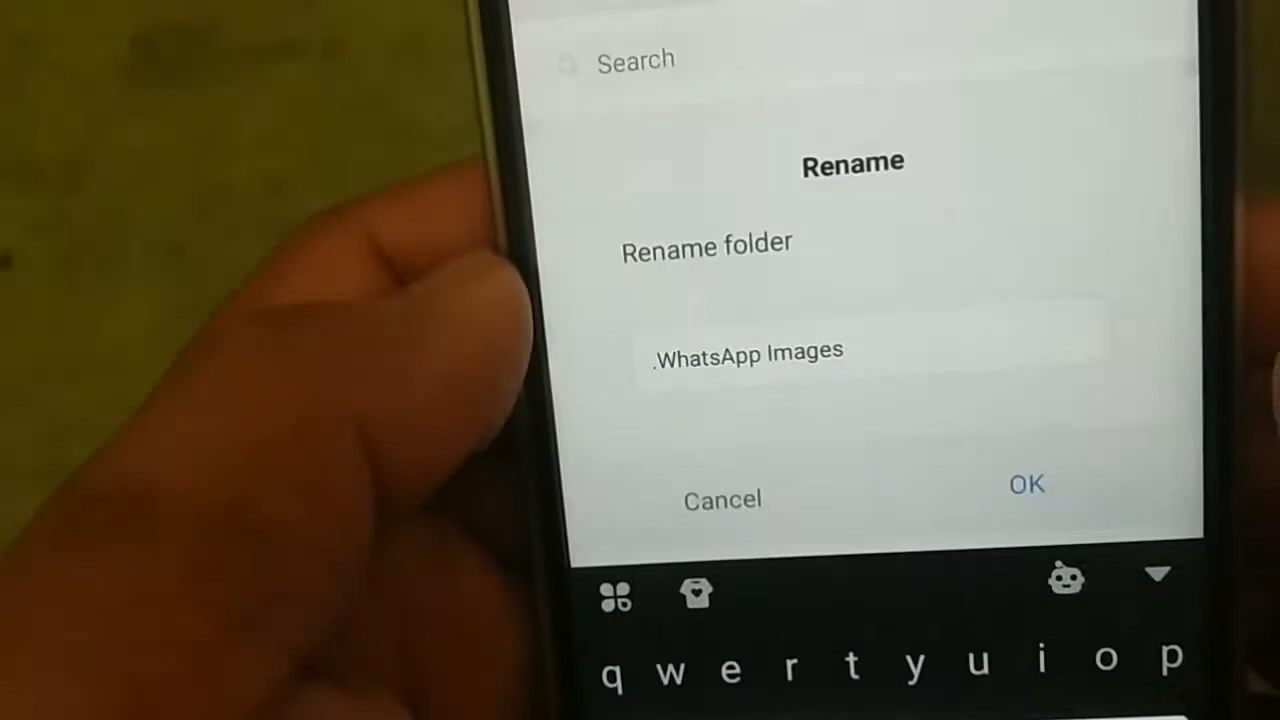 Search
Rename
Rename folder
.WhatsApp Images
Cancel
OK
q w e r t y u i o p